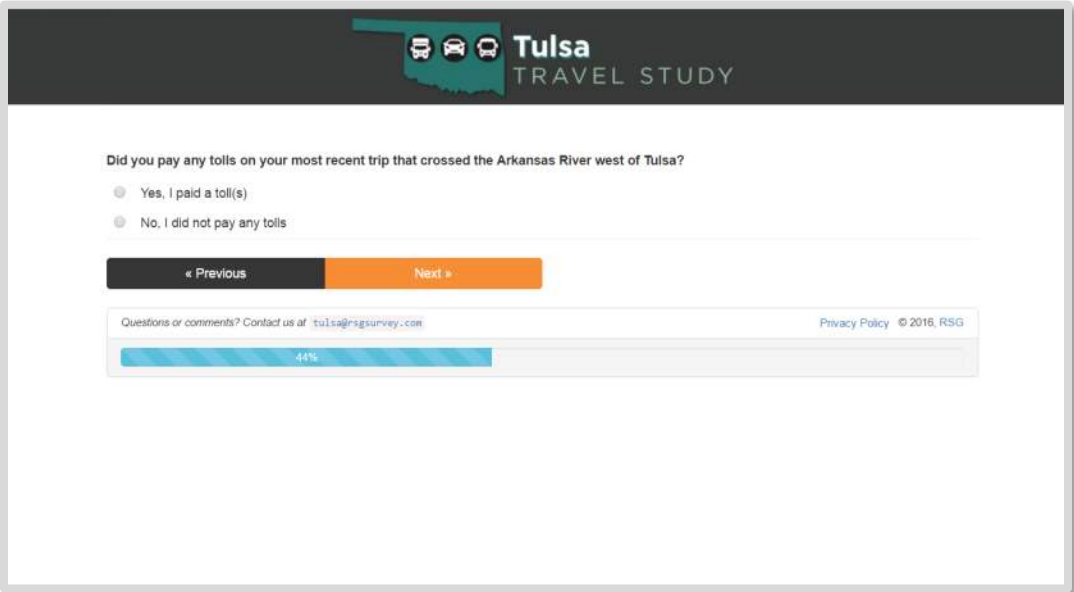 Tulsa
TRAVEL STUDY
Did you pay any tolls on your most recent trip that crossed the Arkansas River west of Tulsa?
Yes, I paid a toll(s)
No, I did not pay any tolls
« Previous Next »
Questions or comments? Contact us at tulsa@rsgsurvey.com Privacy Policy © 2016, RSG
44%